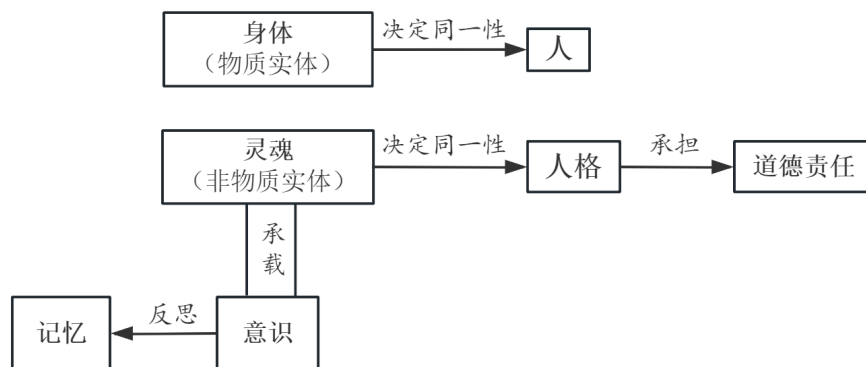 身体
（物质实体）
决定同一性
人
灵魂
（非物质实体）
决定同一性
人格
承担
道德责任
承
载
记忆
反思
意识